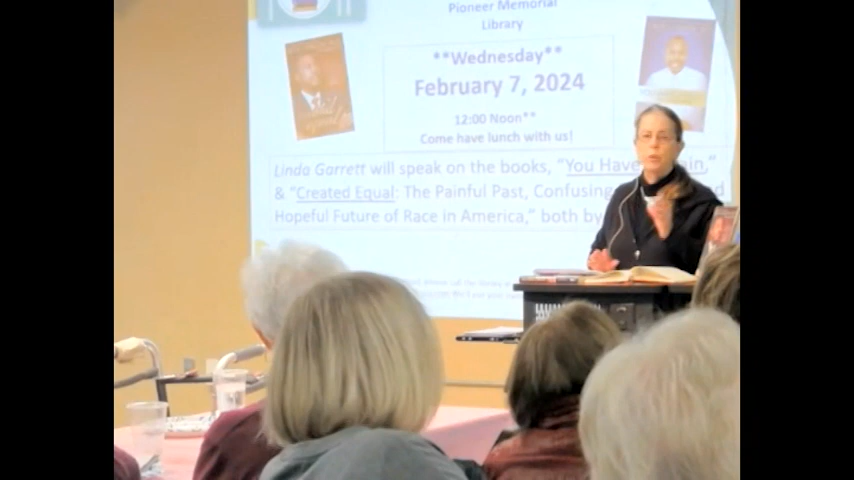 Pioneer Memorial
Library
**Wednesday**
February 7, 2024
12:00 Noon**
Come have lunch with us!
Linda Garrett will speak on the books, "You Have
& "Created Equal: The Painful Past, Confusing
Hopeful Future of Race in America," both by